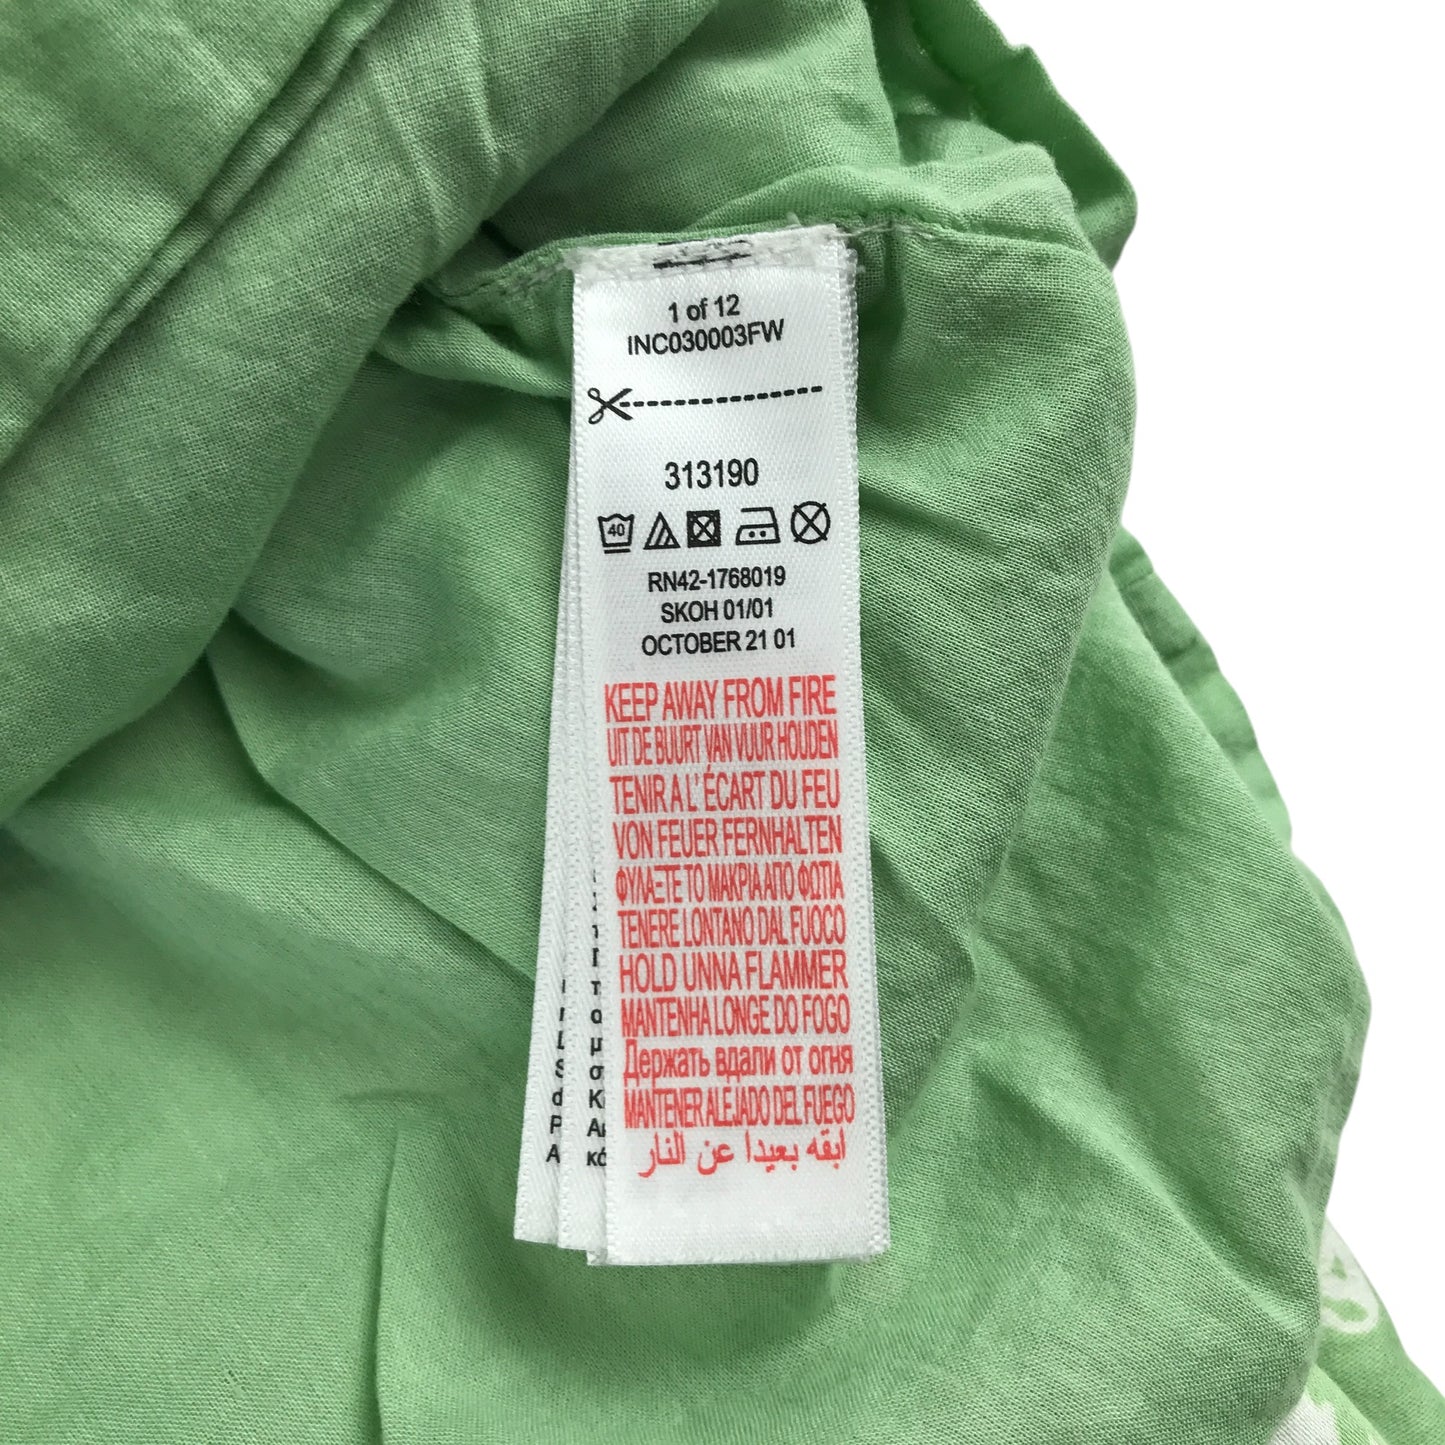 1 of 12
INC030003FW
313190
40
RN42-1768019
SKOH 01/01
OCTOBER 21 01
KEEP AWAY FROM FIRE
UIT DE BUURT VAN VUUR HOUDEN
TENIR A L'ÉCART DU FEU
VON FEUER FERNHALTEN
ΦΥΛΑΞΤΕ ΤΟ ΜΑΚΡΙΑ ΑΠΟ ΦΩΤΙΑ
TENERE LONTANO DAL FUOCO
HOLD UNNA FLAMMER
MANTENHA LONGE DO FOGO
Держать вдали от огня
MANTENER ALEJADO DEL FUEGO
ابقه بعيدا عن النار